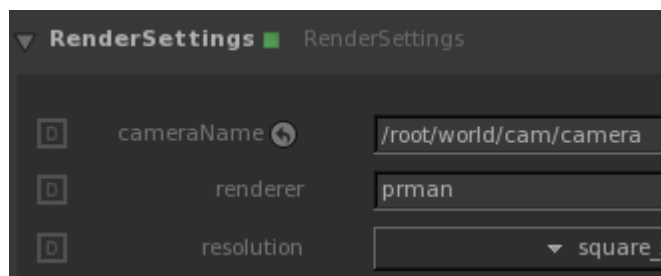 RenderSettings RenderSettings
D cameraName /root/world/cam/camera
D renderer prman
D resolution square_